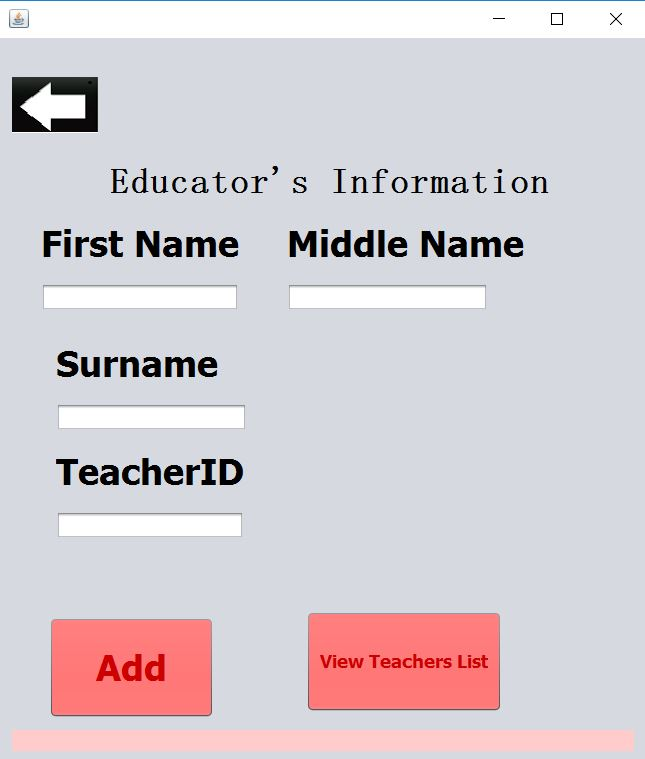 Educator's Information
First Name Middle Name
Surname
TeacherID
Add View Teachers List